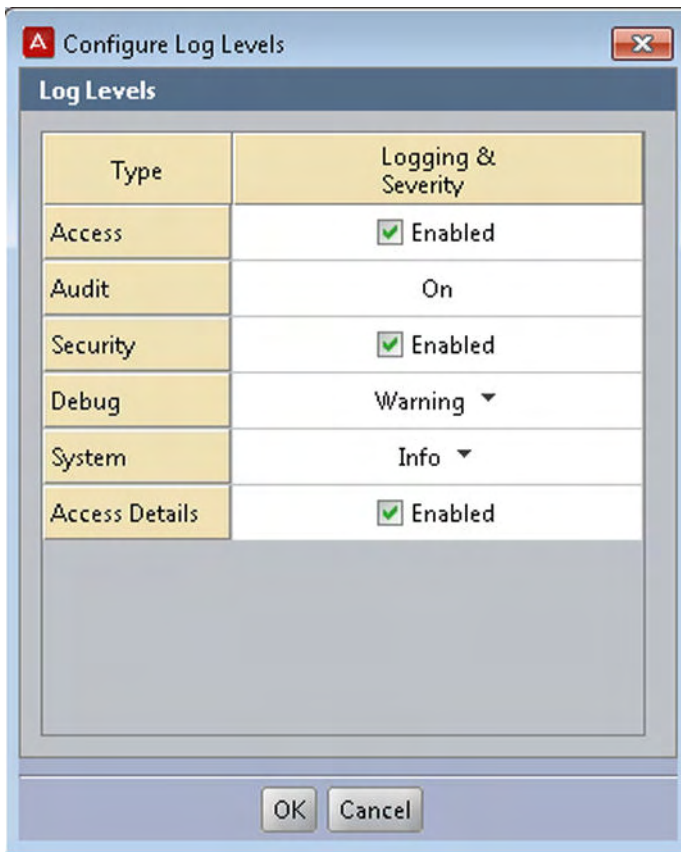 A Configure Log Levels
Log Levels
Type
Logging &
Severity
Access
Enabled
Audit
On
Security
Enabled
Debug
Warning
System
Info
Access Details
Enabled
OK
Cancel